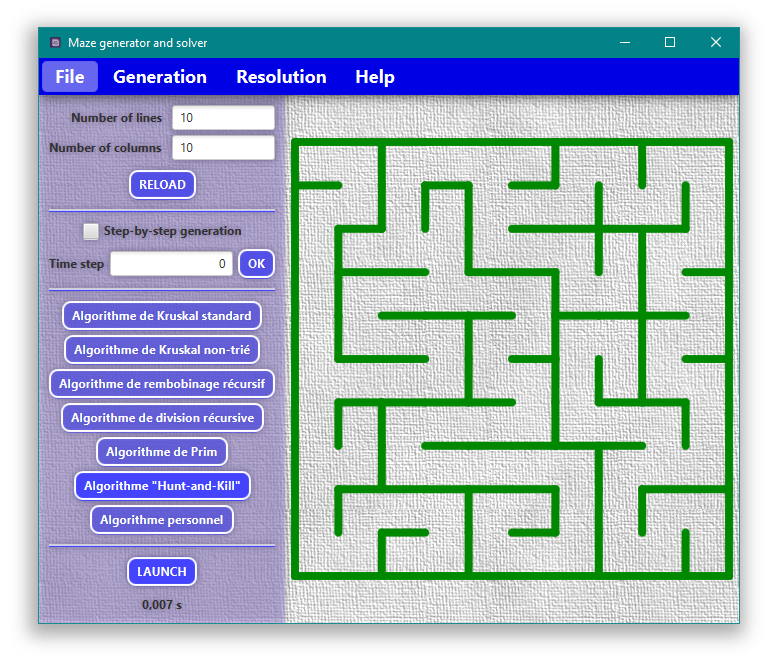 Maze generator and solver
File Generation Resolution Help
Number of lines 10
Number of columns 10
RELOAD
Step-by-step generation
Time step 0 OK
Algorithme de Kruskal standard
Algorithme de Kruskal non-trié
Algorithme de rembobinage récursif
Algorithme de division récursive
Algorithme de Prim
Algorithme "Hunt-and-Kill"
Algorithme personnel
LAUNCH
0,007 s